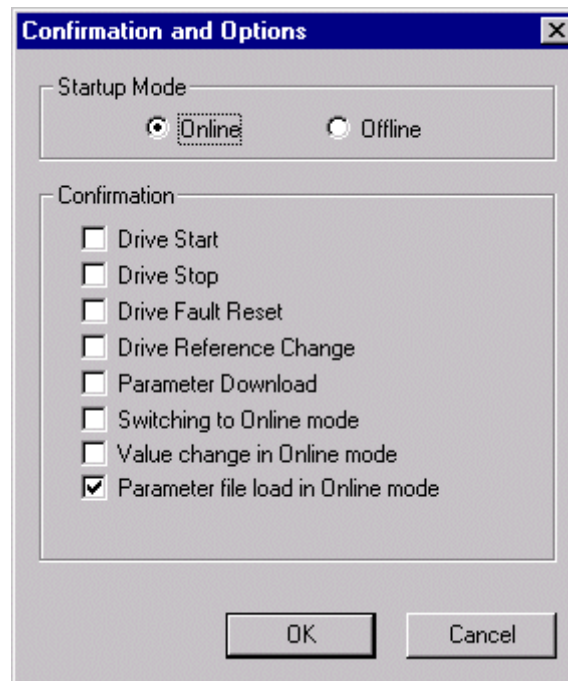 Confirmation and Options
Startup Mode
Online Offline
Confirmation
Drive Start
Drive Stop
Drive Fault Reset
Drive Reference Change
Parameter Download
Switching to Online mode
Value change in Online mode
Parameter file load in Online mode
OK Cancel